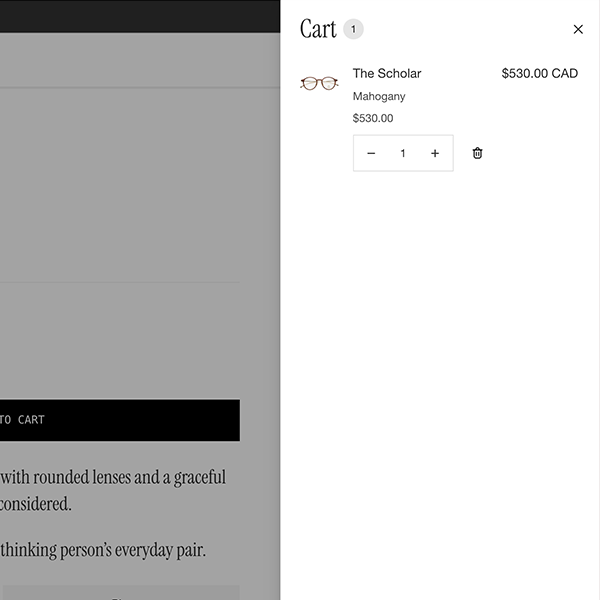 Cart 1
The Scholar $530.00 CAD
Mahogany
$530.00
1
TO CART
with rounded lenses and a graceful
considered.
thinking person's everyday pair.